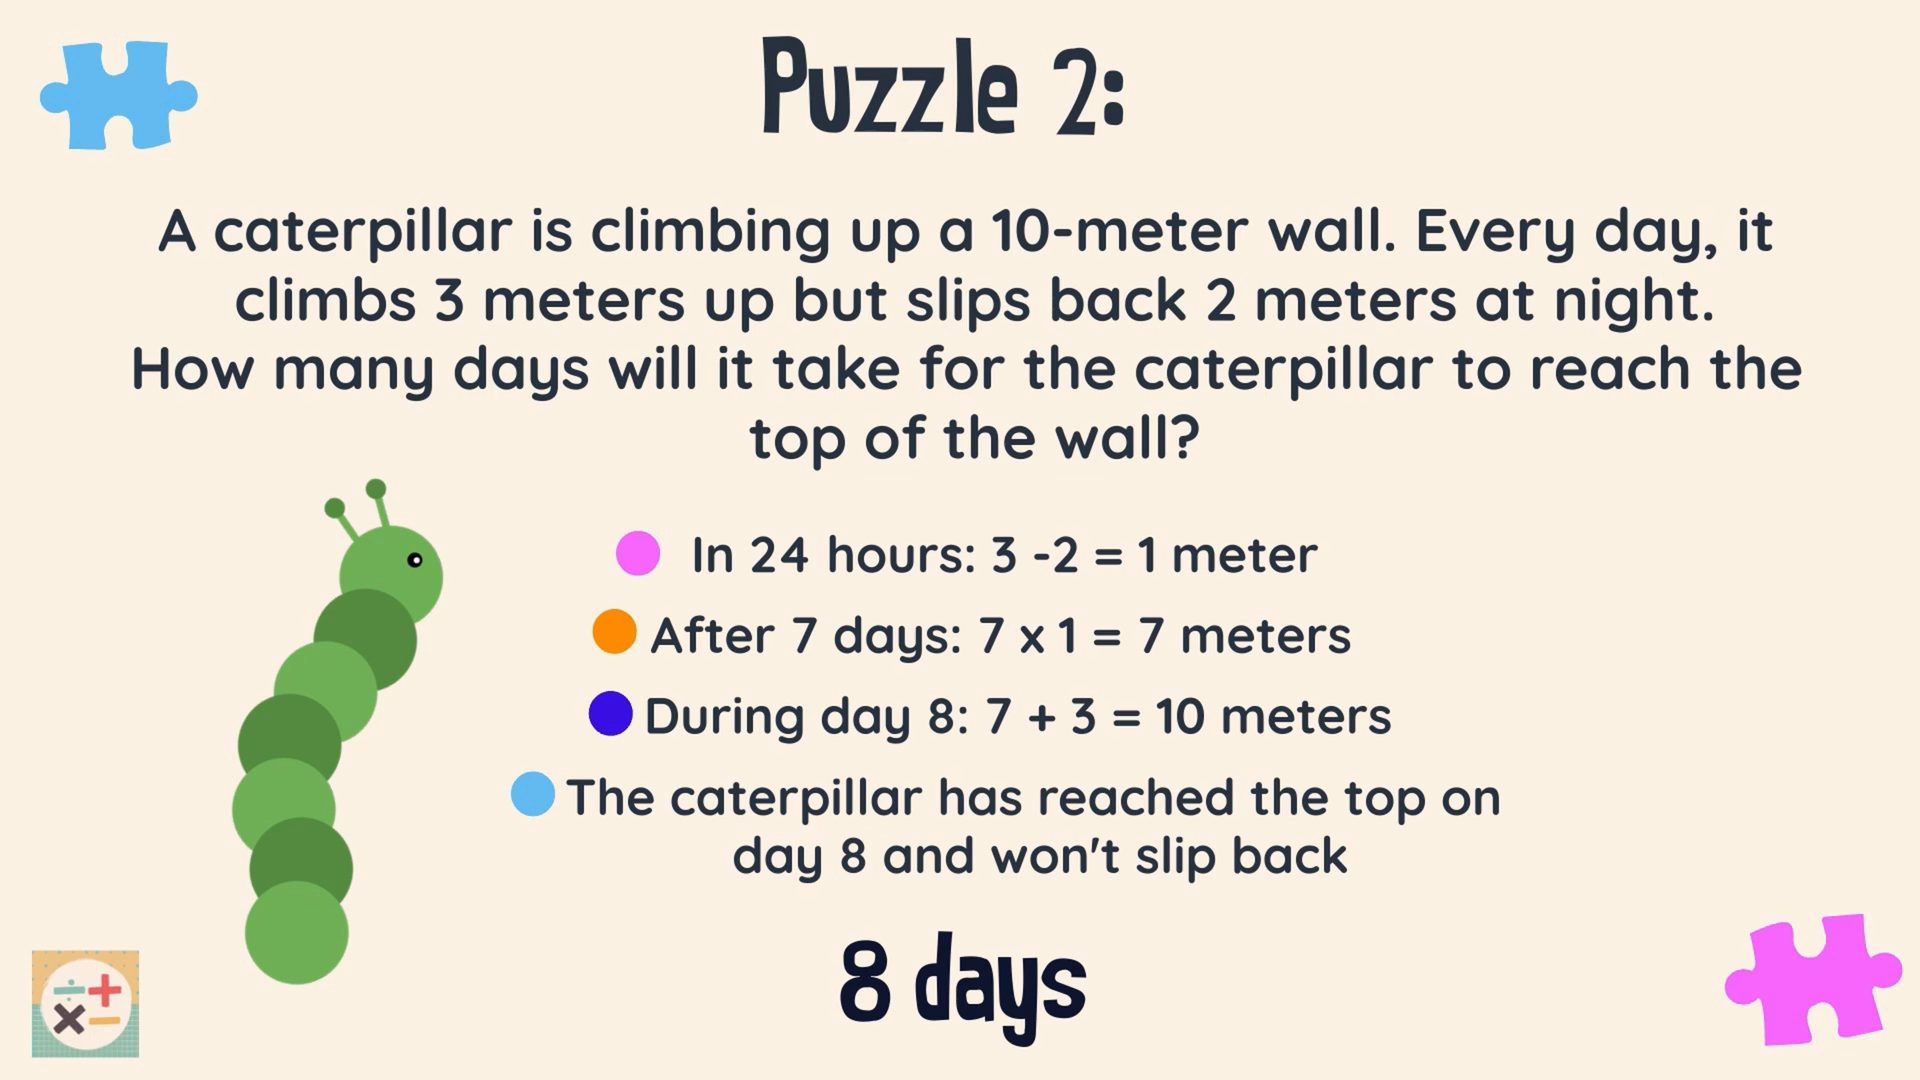 Puzzle 2:
A caterpillar is climbing up a 10-meter wall. Every day, it
climbs 3 meters up but slips back 2 meters at night.
How many days will it take for the caterpillar to reach the
top of the wall?
In 24 hours: 3 -2 = 1 meter
After 7 days: 7 x 1 = 7 meters
During day 8: 7 + 3 = 10 meters
The caterpillar has reached the top on
day 8 and won't slip back
8 days